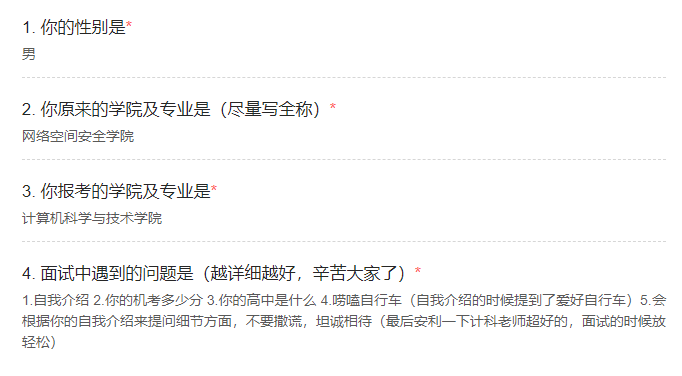 1. 你的性别是*
男
2. 你原来的学院及专业是（尽量写全称）*
网络空间安全学院
3. 你报考的学院及专业是*
计算机科学与技术学院
4. 面试中遇到的问题是（越详细越好，辛苦大家了）*
1.自我介绍 2.你的机考多少分 3.你的高中是什么 4.唠嗑自行车（自我介绍的时候提到了爱好自行车）5.会
根据你的自我介绍来提问细节方面，不要撒谎，坦诚相待（最后安利一下计科老师超好的，面试的时候放
轻松）